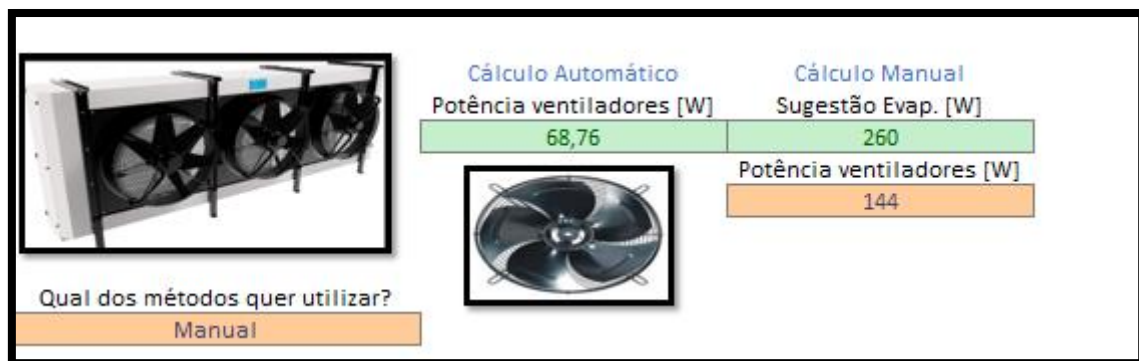 Cálculo Automático
Cálculo Manual
Potência ventiladores [W]
Sugestão Evap. [W]
68,76
260
Potência ventiladores [W]
144
Qual dos métodos quer utilizar?
Manual